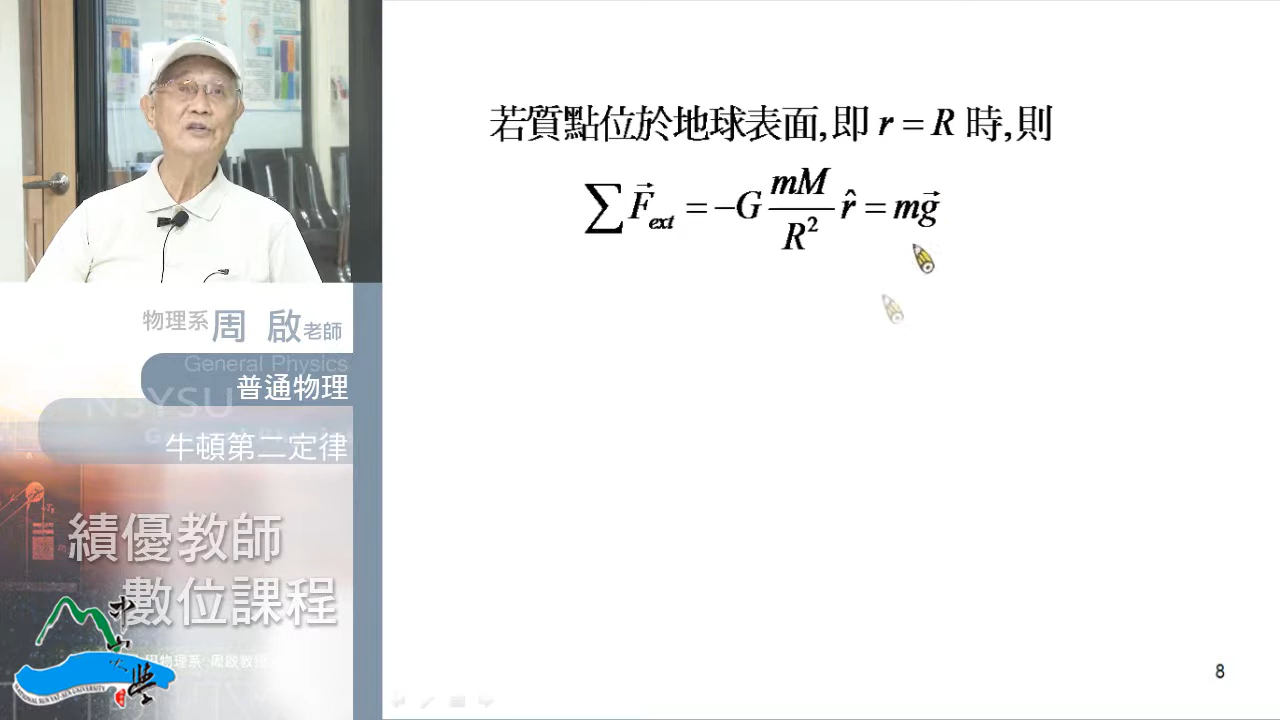 若質點位於地球表面,即 r = R 時,則
∑ F⃗ext = −G mM/R² r̂ = mg⃗
物理系周 啟老師
General Physics
普通物理
NSYSU
牛頓第二定律
績優教師
數位課程
8